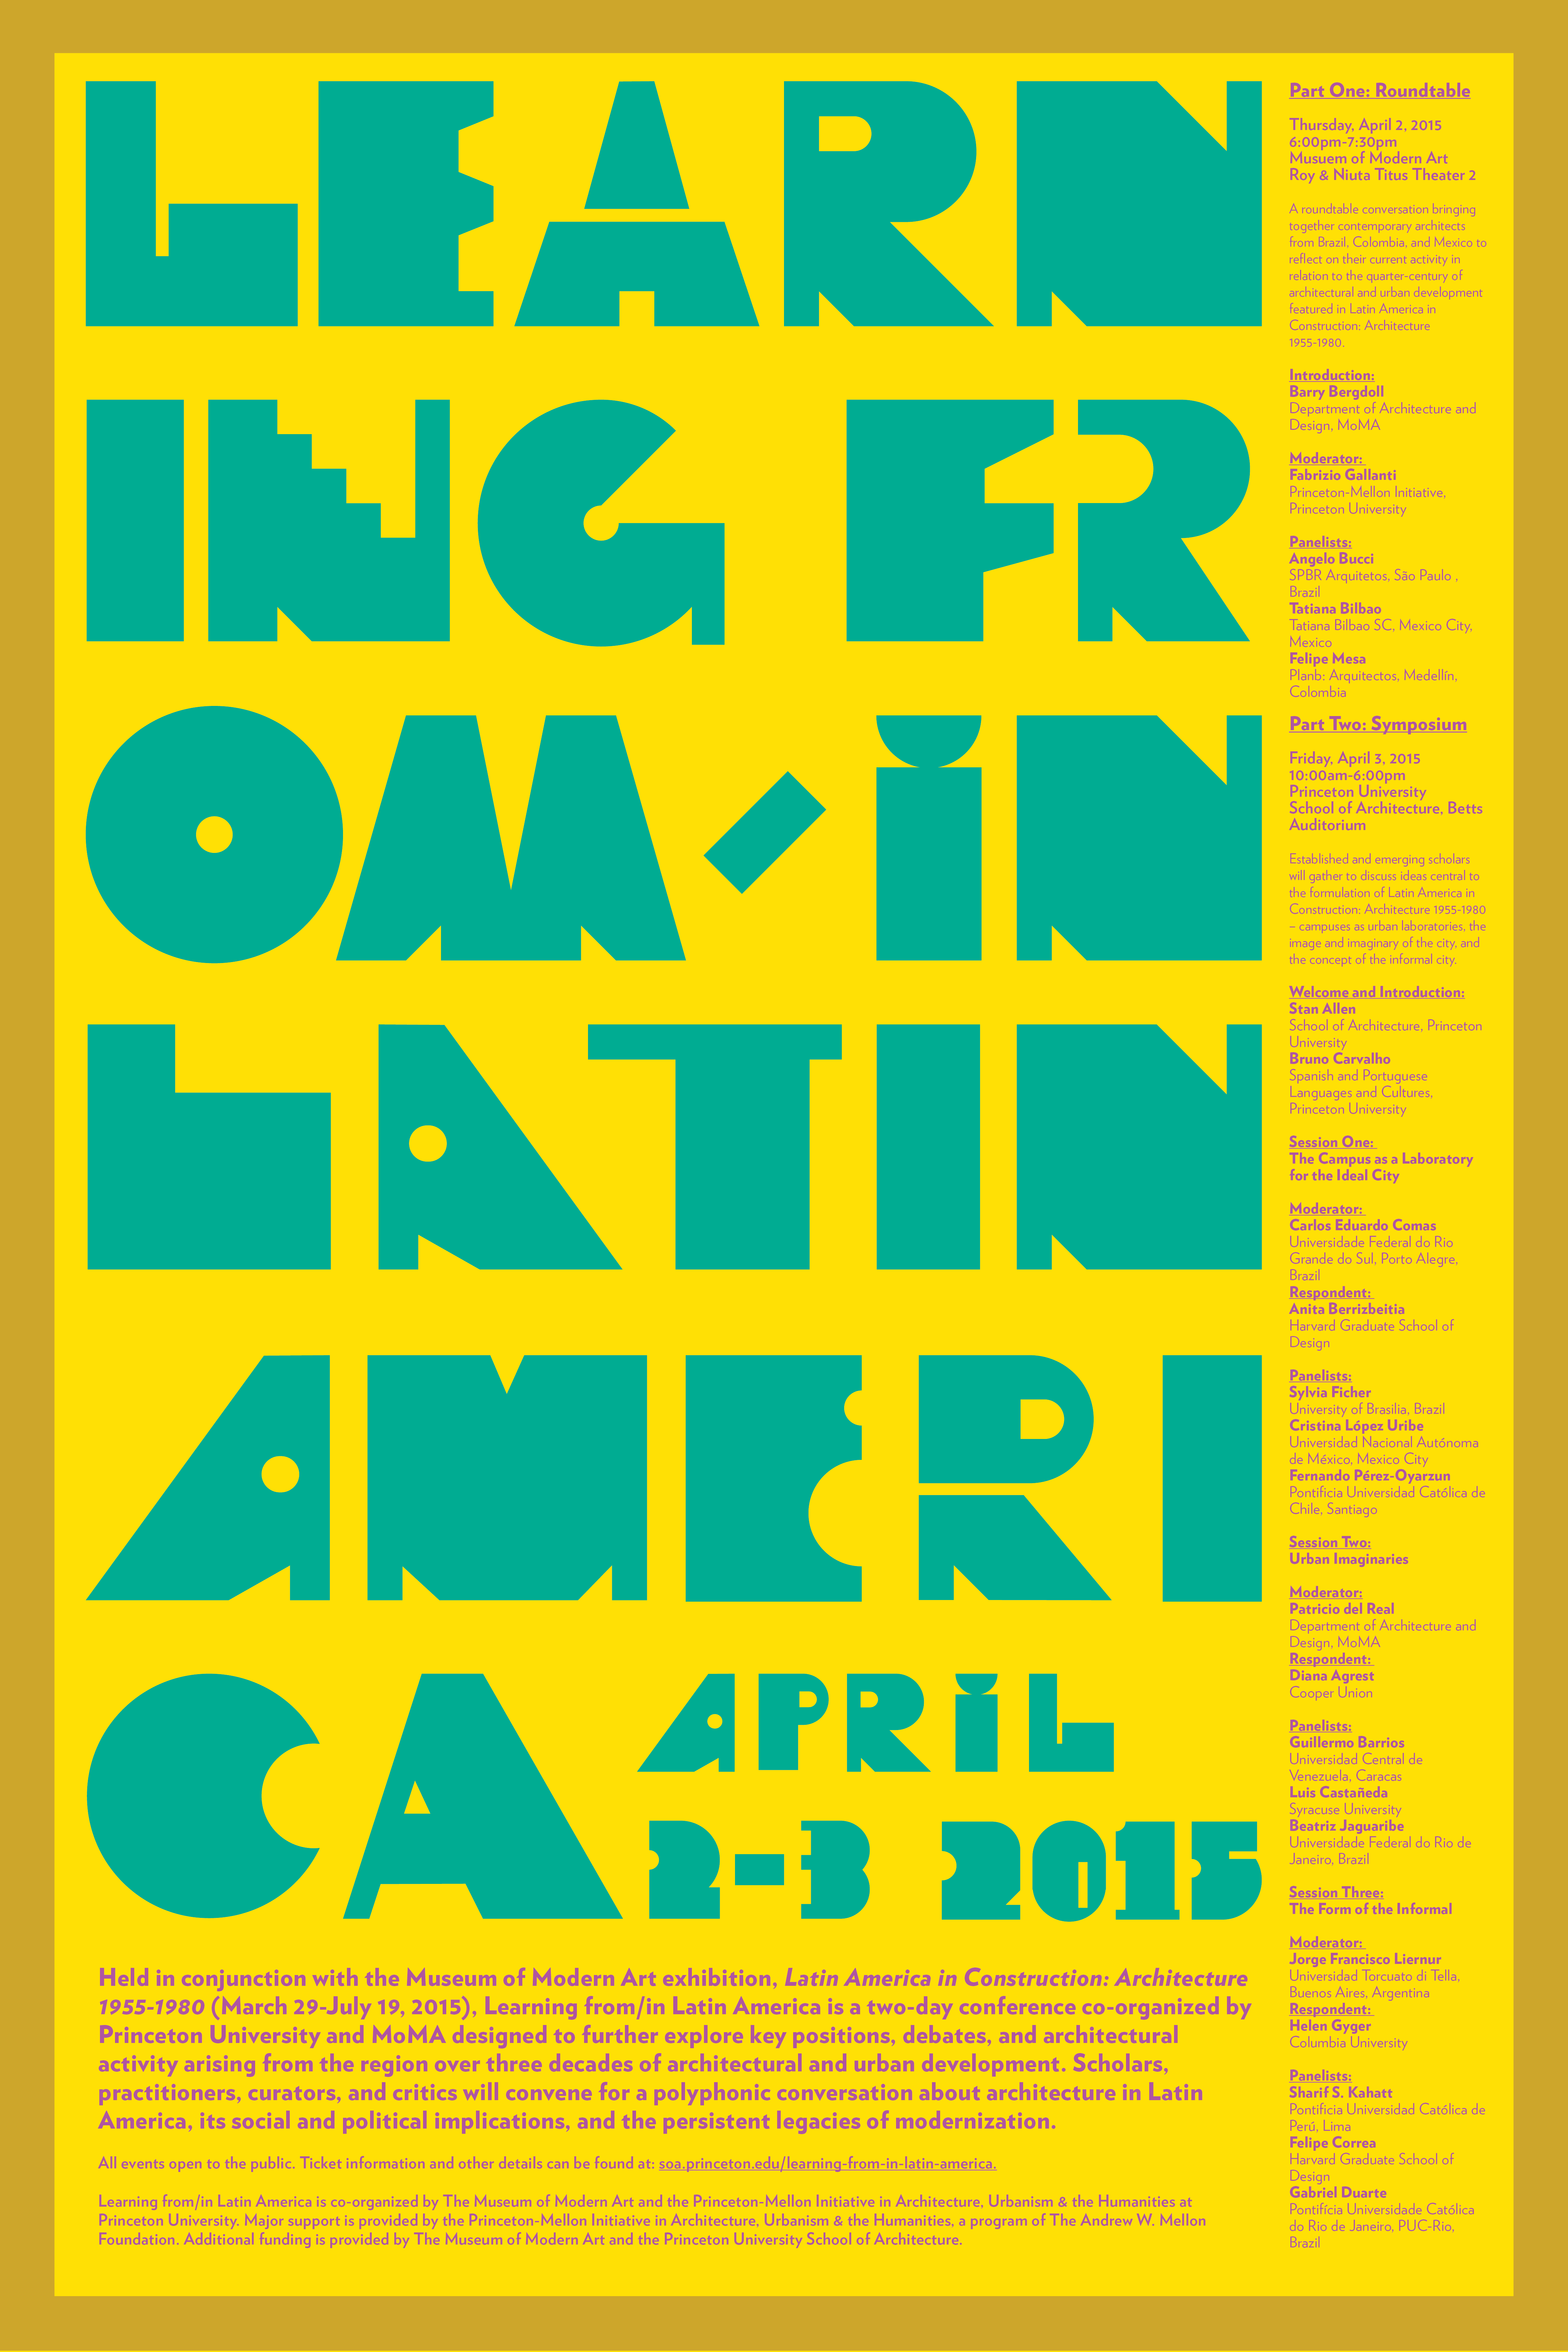 LEARN
ING FR
OM/IN
LATIN
AMERI
CA
APRIL
2-3 2015
Held in conjunction with the Museum of Modern Art exhibition, Latin America in Construction: Architecture
1955-1980 (March 29-July 19, 2015), Learning from/in Latin America is a two-day conference co-organized by
Princeton University and MoMA designed to further explore key positions, debates, and architectural
activity arising from the region over three decades of architectural and urban development. Scholars,
practitioners, curators, and critics will convene for a polyphonic conversation about architecture in Latin
America, its social and political implications, and the persistent legacies of modernization.
All events open to the public. Ticket information and other details can be found at: soa.princeton.edu/learning-from-in-latin-america.
Learning from/in Latin America is co-organized by The Museum of Modern Art and the Princeton-Mellon Initiative in Architecture, Urbanism & the Humanities at
Princeton University. Major support is provided by the Princeton-Mellon Initiative in Architecture, Urbanism & the Humanities, a program of The Andrew W. Mellon
Foundation. Additional funding is provided by The Museum of Modern Art and the Princeton University School of Architecture.
Part One: Roundtable
Thursday, April 2, 2015
6:00pm-7:30pm
Musuem of Modern Art
Roy & Niuta Titus Theater 2
A roundtable conversation bringing
together contemporary architects
from Brazil, Colombia, and Mexico to
reflect on their current activity in
relation to the quarter-century of
architectural and urban development
featured in Latin America in
Construction: Architecture
1955-1980.
Introduction:
Barry Bergdoll
Department of Architecture and
Design, MoMA
Moderator:
Fabrizio Gallanti
Princeton-Mellon Initiative,
Princeton University
Panelists:
Angelo Bucci
SPBR Arquitetos, São Paulo ,
Brazil
Tatiana Bilbao
Tatiana Bilbao SC, Mexico City,
Mexico
Felipe Mesa
Planb: Arquitectos, Medellín,
Colombia
Part Two: Symposium
Friday, April 3, 2015
10:00am-6:00pm
Princeton University
School of Architecture, Betts
Auditorium
Established and emerging scholars
will gather to discuss ideas central to
the formulation of Latin America in
Construction: Architecture 1955-1980
– campuses as urban laboratories, the
image and imaginary of the city, and
the concept of the informal city.
Welcome and Introduction:
Stan Allen
School of Architecture, Princeton
University
Bruno Carvalho
Spanish and Portuguese
Languages and Cultures,
Princeton University
Session One:
The Campus as a Laboratory
for the Ideal City
Moderator:
Carlos Eduardo Comas
Universidade Federal do Rio
Grande do Sul, Porto Alegre,
Brazil
Respondent:
Anita Berrizbeitia
Harvard Graduate School of
Design
Panelists:
Sylvia Ficher
University of Brasilia, Brazil
Cristina López Uribe
Universidad Nacional Autónoma
de México, Mexico City
Fernando Pérez-Oyarzun
Pontificia Universidad Católica de
Chile, Santiago
Session Two:
Urban Imaginaries
Moderator:
Patricio del Real
Department of Architecture and
Design, MoMA
Respondent:
Diana Agrest
Cooper Union
Panelists:
Guillermo Barrios
Universidad Central de
Venezuela, Caracas
Luis Castañeda
Syracuse University
Beatriz Jaguaribe
Universidade Federal do Rio de
Janeiro, Brazil
Session Three:
The Form of the Informal
Moderator:
Jorge Francisco Liernur
Universidad Torcuato di Tella,
Buenos Aires, Argentina
Respondent:
Helen Gyger
Columbia University
Panelists:
Sharif S. Kahatt
Pontificia Universidad Católica de
Perú, Lima
Felipe Correa
Harvard Graduate School of
Design
Gabriel Duarte
Pontifícia Universidade Católica
do Rio de Janeiro, PUC-Rio,
Brazil